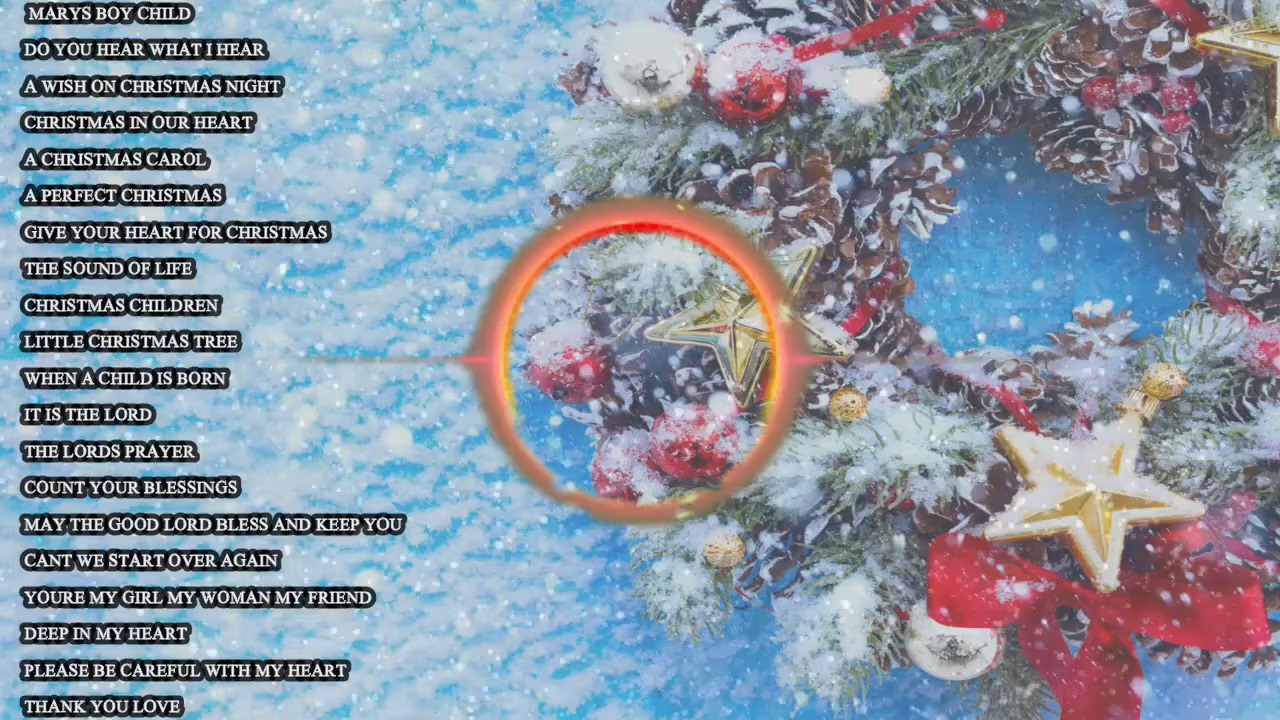 MARYS BOY CHILD
DO YOU HEAR WHAT I HEAR
A WISH ON CHRISTMAS NIGHT
CHRISTMAS IN OUR HEART
A CHRISTMAS CAROL
A PERFECT CHRISTMAS
GIVE YOUR HEART FOR CHRISTMAS
THE SOUND OF LIFE
CHRISTMAS CHILDREN
LITTLE CHRISTMAS TREE
WHEN A CHILD IS BORN
IT IS THE LORD
THE LORDS PRAYER
COUNT YOUR BLESSINGS
MAY THE GOOD LORD BLESS AND KEEP YOU
CANT WE START OVER AGAIN
YOURE MY GIRL MY WOMAN MY FRIEND
DEEP IN MY HEART
PLEASE BE CAREFUL WITH MY HEART
THANK YOU LOVE